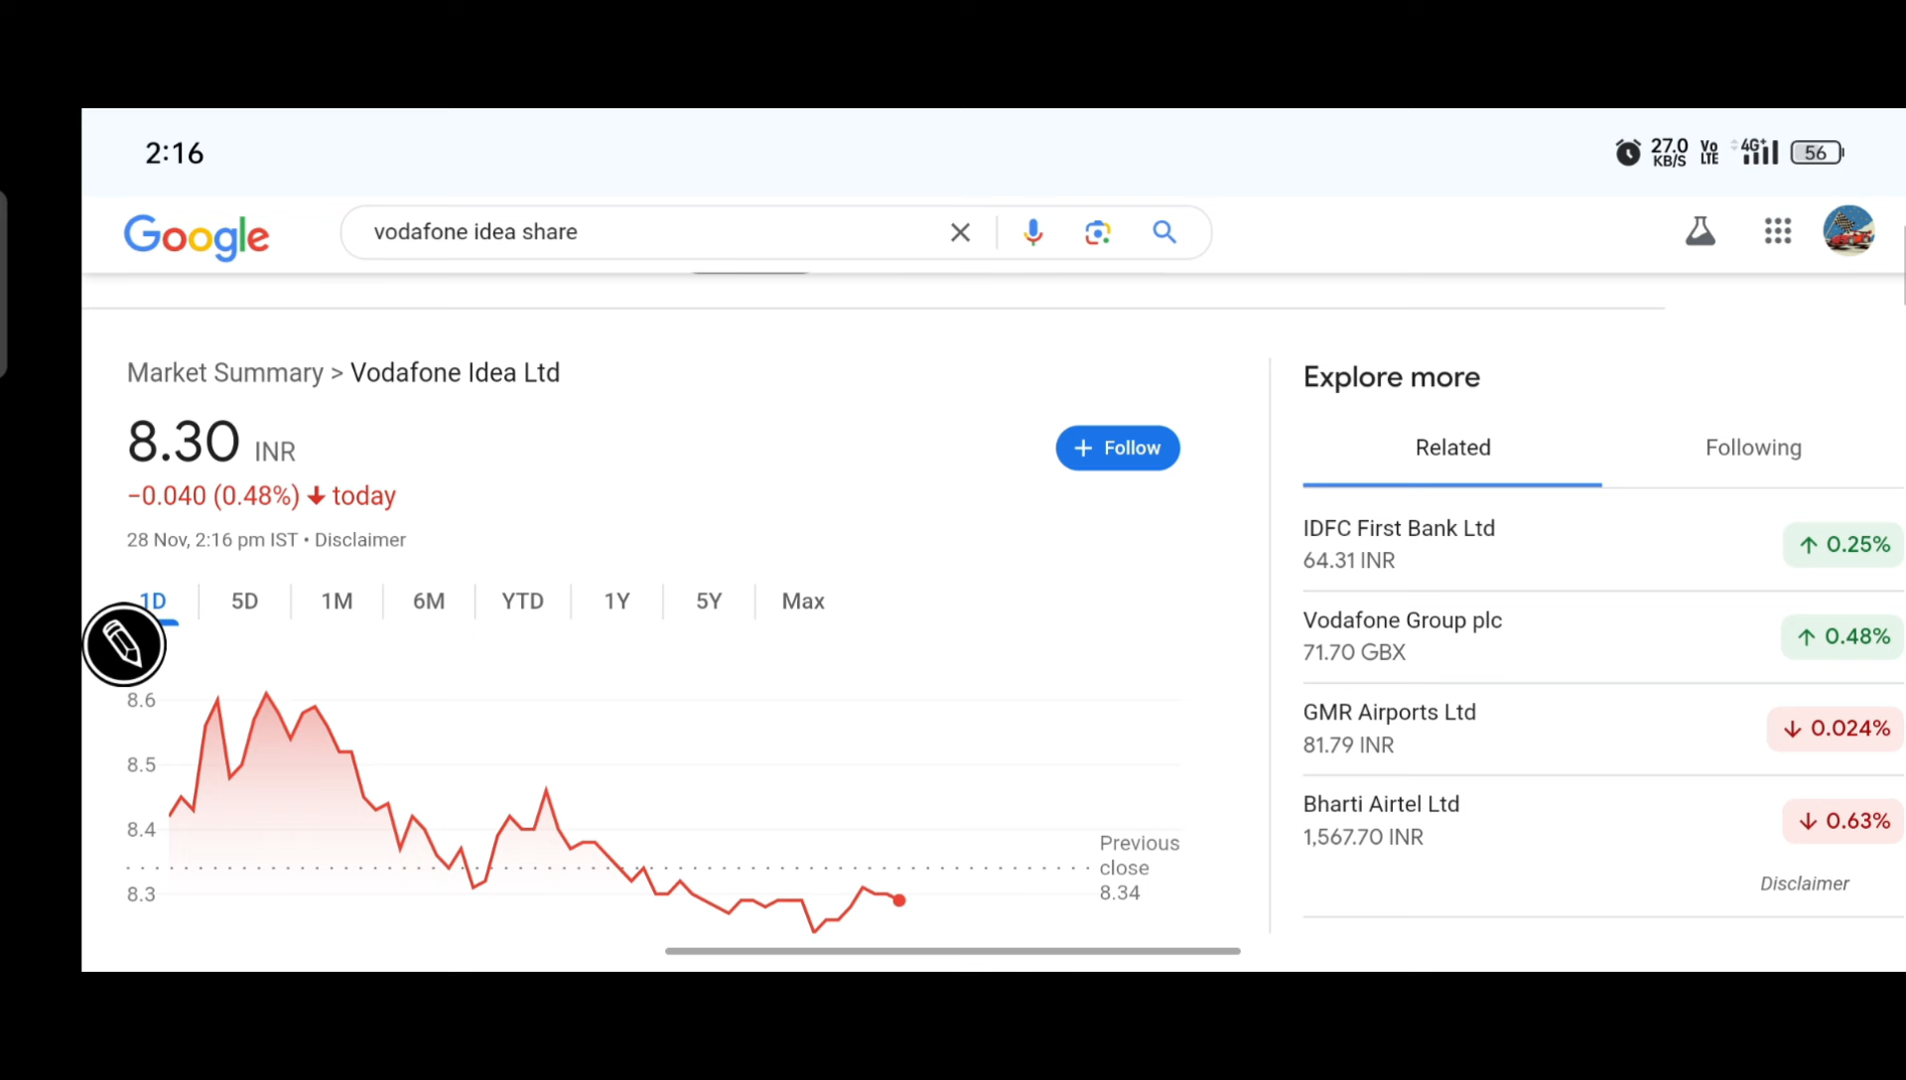 2:16
27.0 KB/S
Vo LTE
4G+
56
Google
vodafone idea share
Market Summary > Vodafone Idea Ltd
8.30 INR
+ Follow
−0.040 (0.48%) ↓ today
28 Nov, 2:16 pm IST • Disclaimer
1D 5D 1M 6M YTD 1Y 5Y Max
8.6
8.5
8.4
8.3
Previous
close
8.34
Explore more
Related Following
IDFC First Bank Ltd
64.31 INR
↑ 0.25%
Vodafone Group plc
71.70 GBX
↑ 0.48%
GMR Airports Ltd
81.79 INR
↓ 0.024%
Bharti Airtel Ltd
1,567.70 INR
↓ 0.63%
Disclaimer